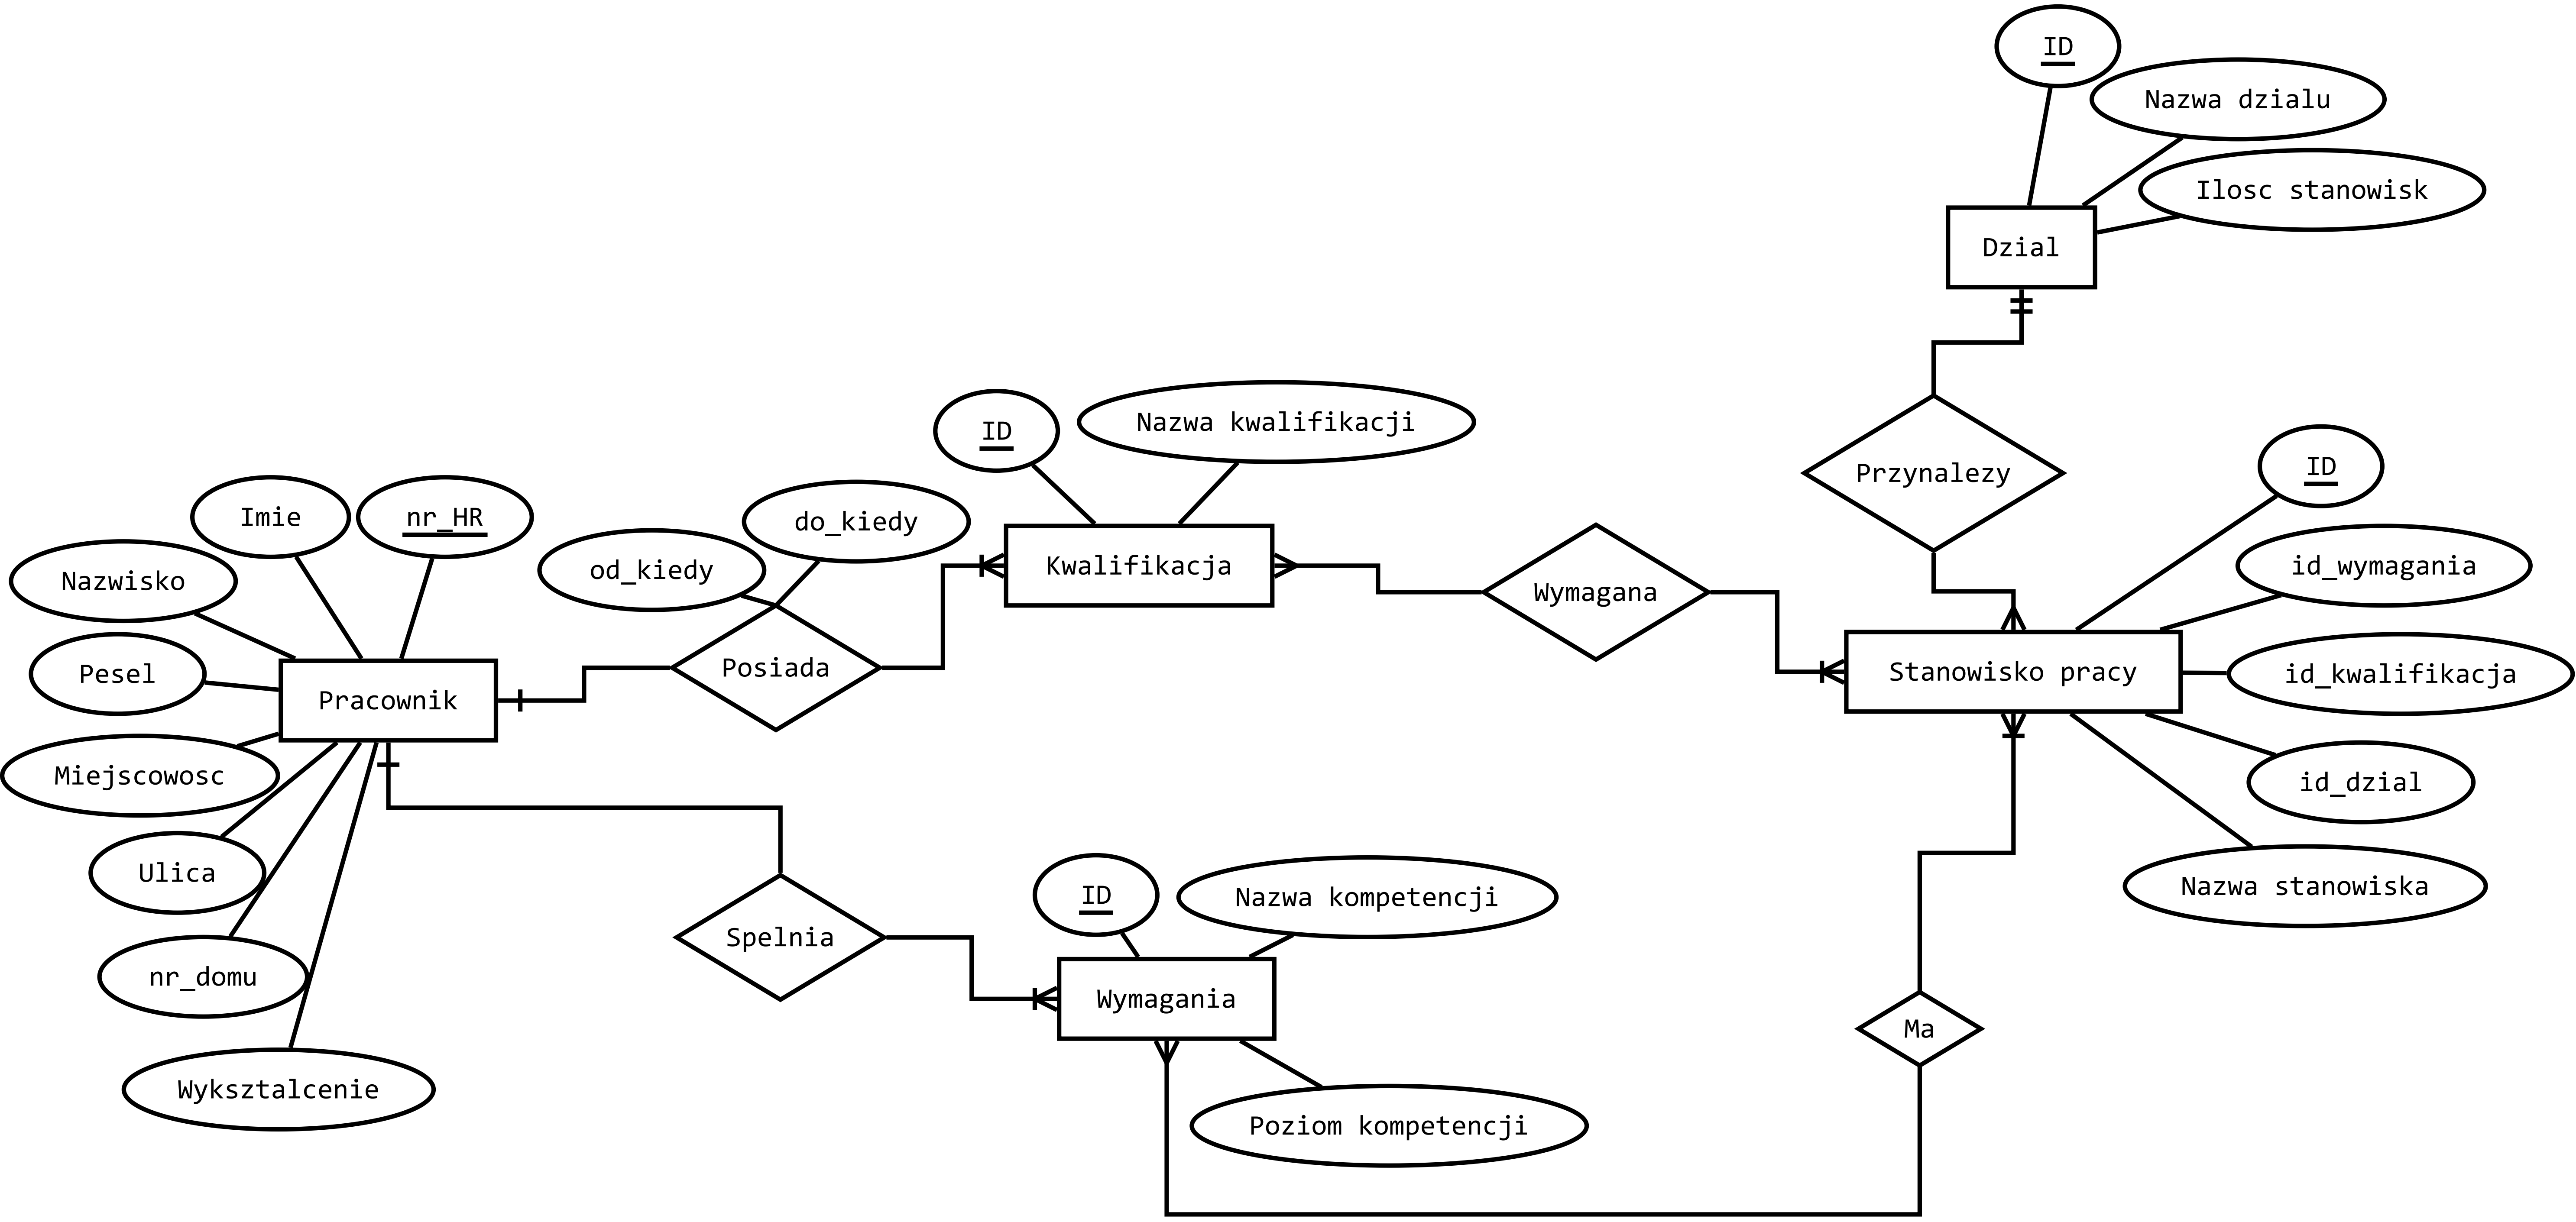 ID
Nazwa dzialu
Ilosc stanowisk
Dzial
ID
Nazwa kwalifikacji
Przynalezy
ID
Imie
nr_HR
do_kiedy
od_kiedy
Kwalifikacja
Wymagana
id_wymagania
Nazwisko
Pesel
Pracownik
Posiada
Stanowisko pracy
id_kwalifikacja
Miejscowosc
id_dzial
Ulica
ID
Nazwa kompetencji
Nazwa stanowiska
Spelnia
nr_domu
Wymagania
Ma
Wyksztalcenie
Poziom kompetencji